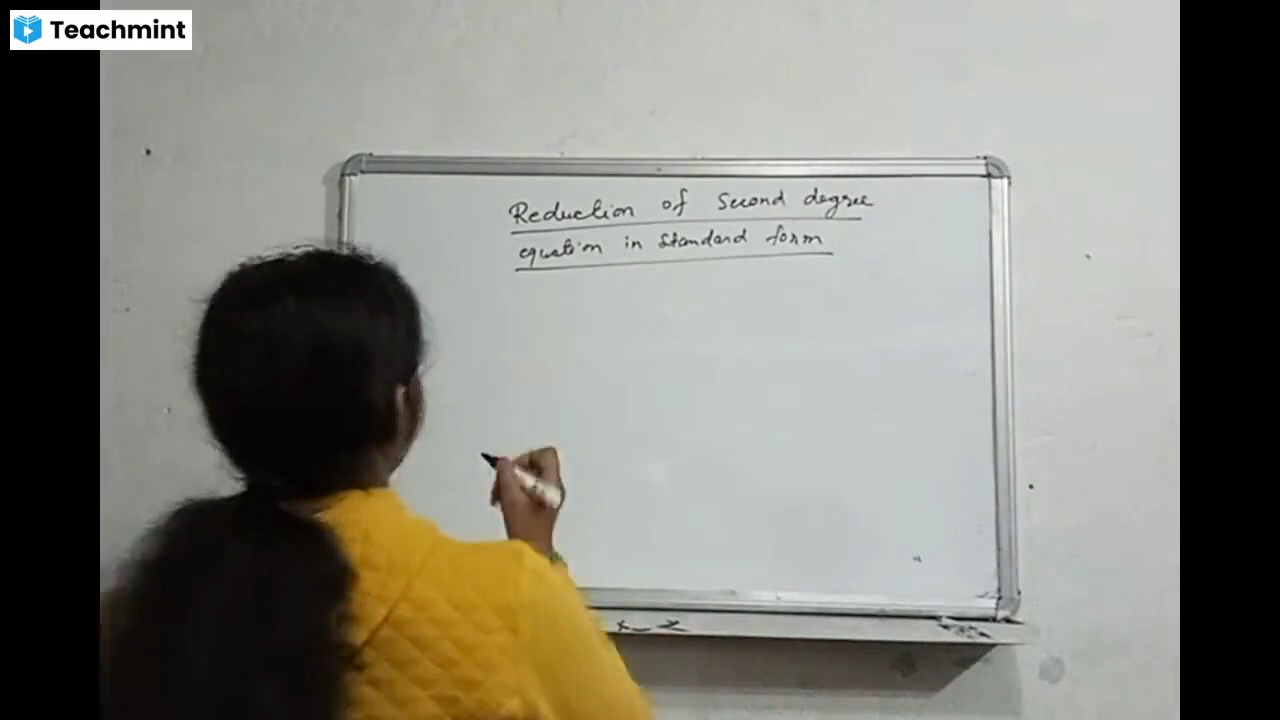 Teachmint
Reduction of Second degree
equation in Standard form